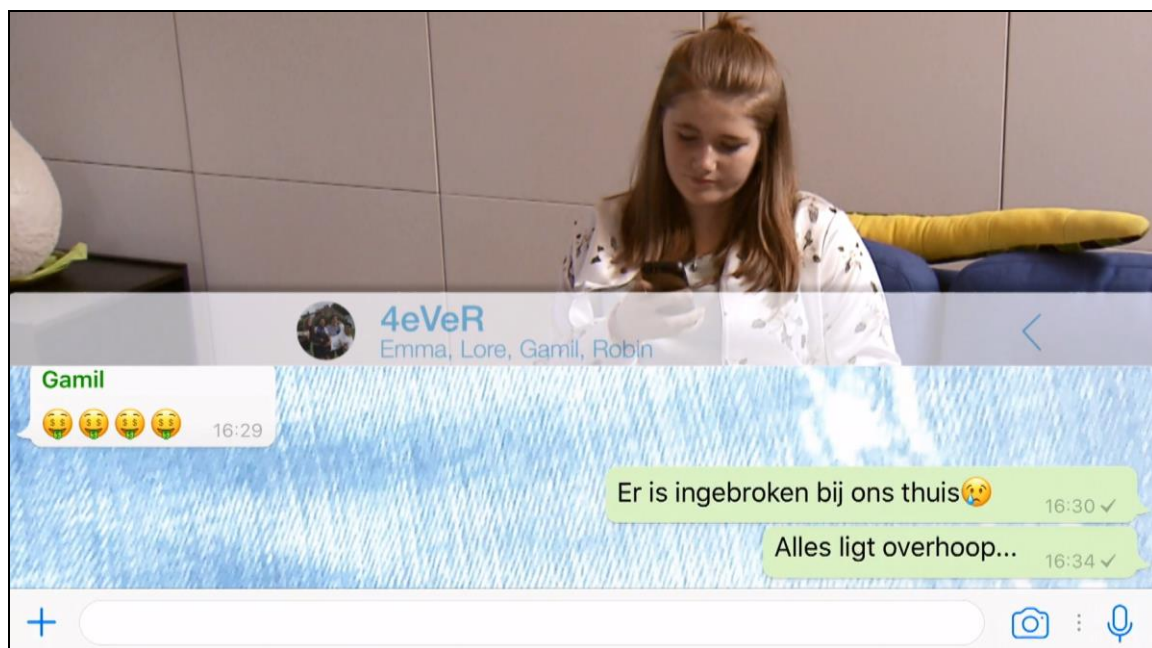 4eVeR
Emma, Lore, Gamil, Robin
Gamil
🤑🤑🤑🤑 16:29
Er is ingebroken bij ons thuis😢 16:30 ✓
Alles ligt overhoop... 16:34 ✓